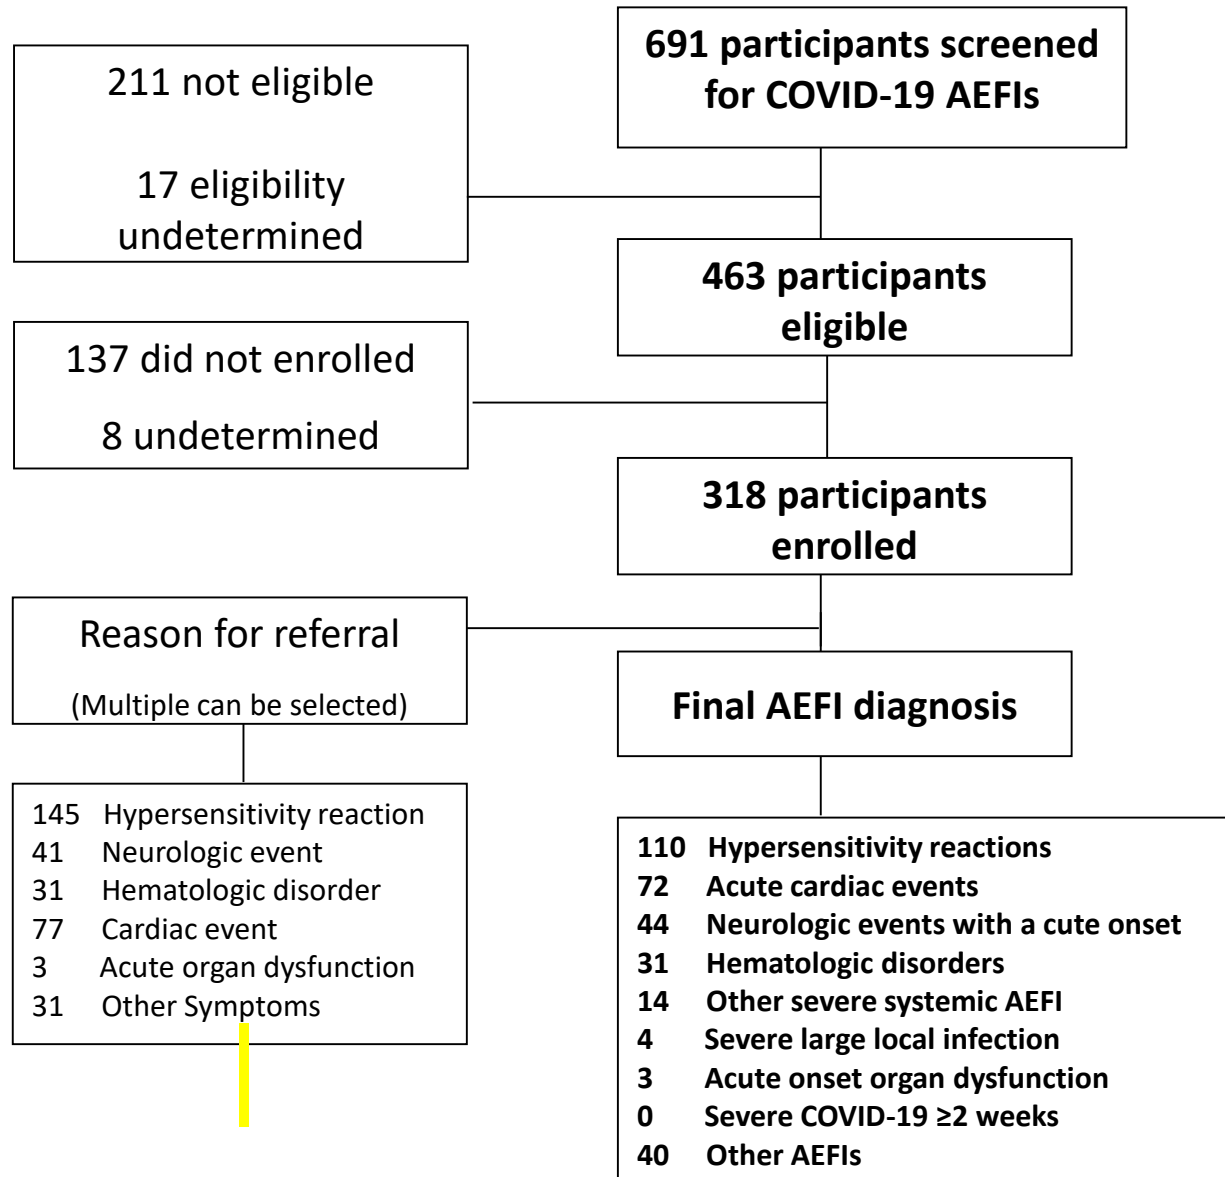 691 participants screened
for COVID-19 AEFIs
211 not eligible
17 eligibility
undetermined
463 participants
eligible
137 did not enrolled
8 undetermined
318 participants
enrolled
Reason for referral
(Multiple can be selected)
145 Hypersensitivity reaction
41 Neurologic event
31 Hematologic disorder
77 Cardiac event
3 Acute organ dysfunction
31 Other Symptoms
Final AEFI diagnosis
110 Hypersensitivity reactions
72 Acute cardiac events
44 Neurologic events with a cute onset
31 Hematologic disorders
14 Other severe systemic AEFI
4 Severe large local infection
3 Acute onset organ dysfunction
0 Severe COVID-19 ≥2 weeks
40 Other AEFIs